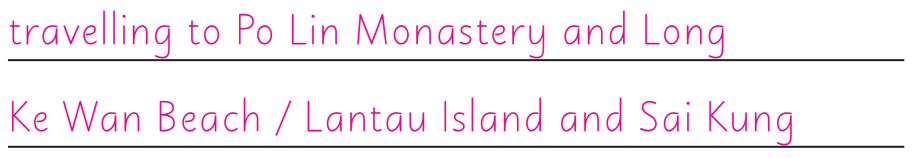 travelling to Po Lin Monastery and Long
Ke Wan Beach / Lantau Island and Sai Kung